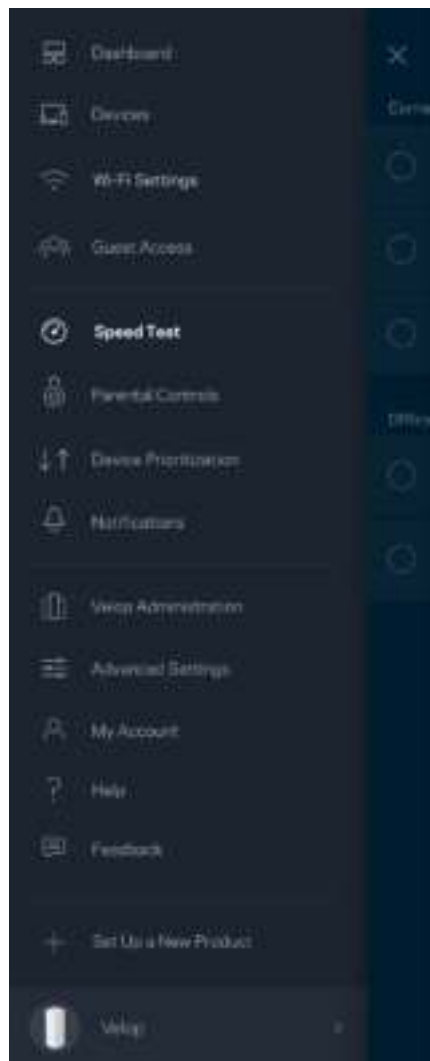 Dashboard
Devices
Wi-Fi Settings
Guest Access
Speed Test
Parental Controls
Device Prioritization
Notifications
Velop Administration
Advanced Settings
My Account
Help
Feedback
Set Up a New Product
Velop